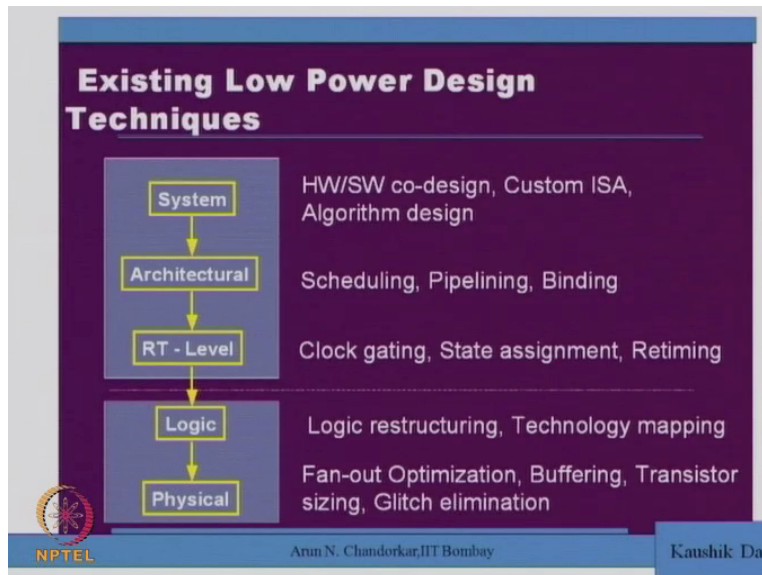 Existing Low Power Design
Techniques
System
HW/SW co-design, Custom ISA,
Algorithm design
Architectural
Scheduling, Pipelining, Binding
RT - Level
Clock gating, State assignment, Retiming
Logic
Logic restructuring, Technology mapping
Physical
Fan-out Optimization, Buffering, Transistor
sizing, Glitch elimination
NPTEL
Arun N. Chandorkar,IIT Bombay
Kaushik Da